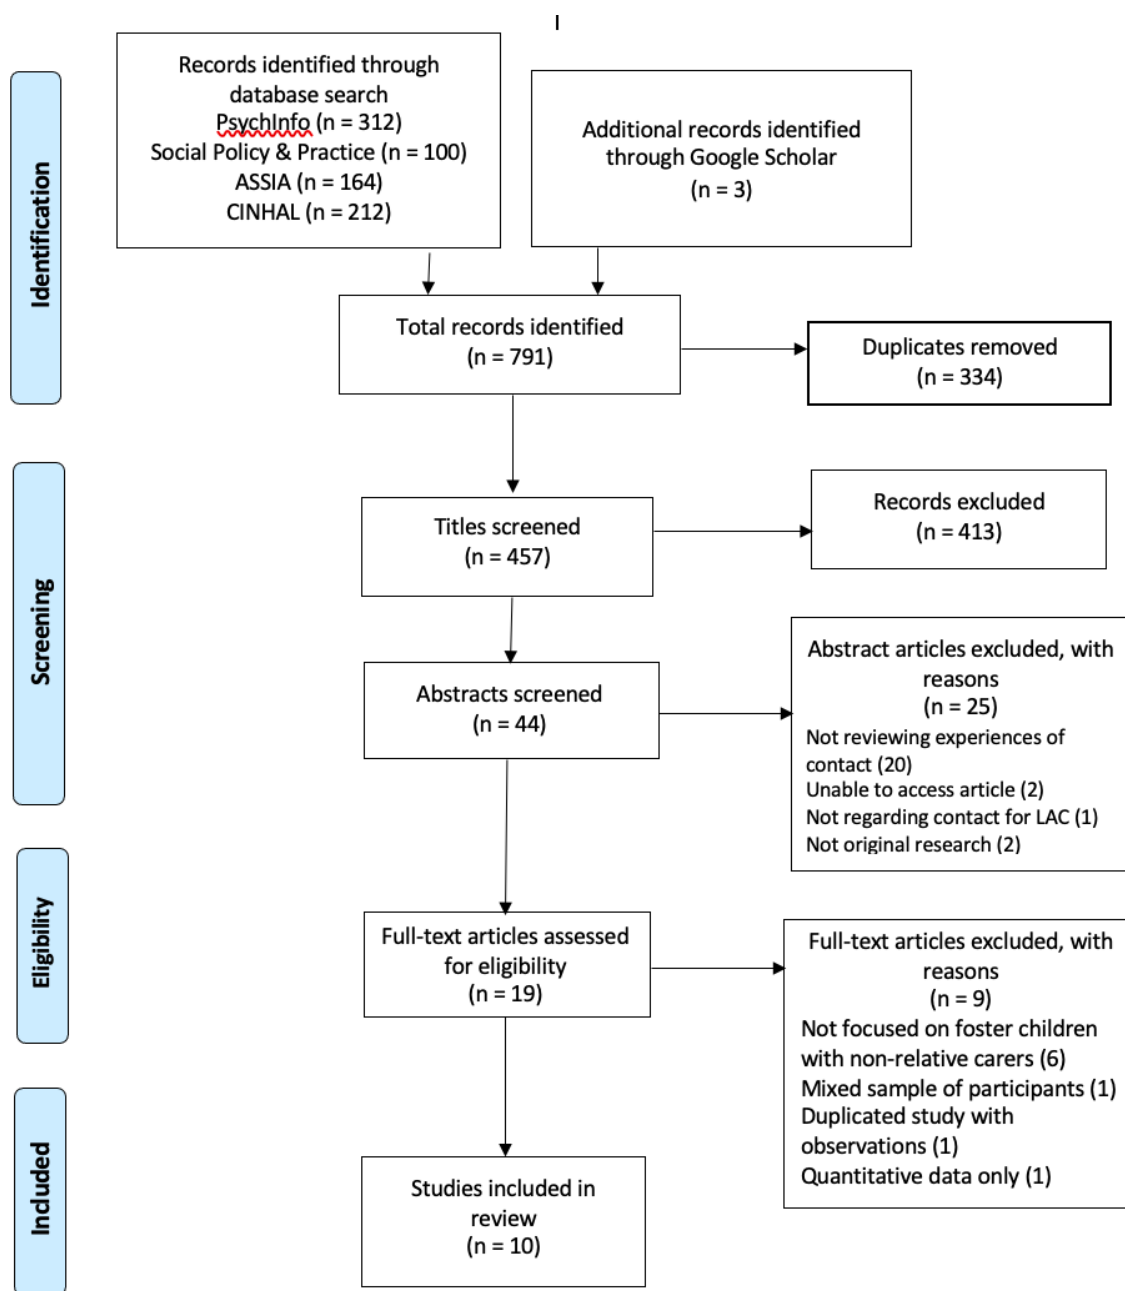 Identification
Records identified through
database search
PsychInfo (n = 312)
Social Policy & Practice (n = 100)
ASSIA (n = 164)
CINHAL (n = 212)
Additional records identified
through Google Scholar
(n = 3)
Total records identified
(n = 791)
Duplicates removed
(n = 334)
Screening
Titles screened
(n = 457)
Records excluded
(n = 413)
Abstracts screened
(n = 44)
Abstract articles excluded, with
reasons
(n = 25)
Not reviewing experiences of
contact (20)
Unable to access article (2)
Not regarding contact for LAC (1)
Not original research (2)
Eligibility
Full-text articles assessed
for eligibility
(n = 19)
Full-text articles excluded, with
reasons
(n = 9)
Not focused on foster children
with non-relative carers (6)
Mixed sample of participants (1)
Duplicated study with
observations (1)
Quantitative data only (1)
Included
Studies included in
review
(n = 10)